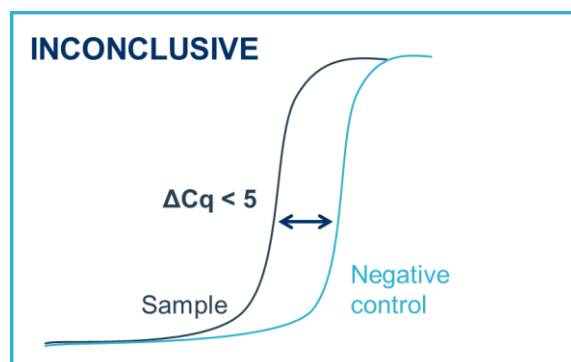 INCONCLUSIVE
ΔCq < 5
Sample
Negative
control